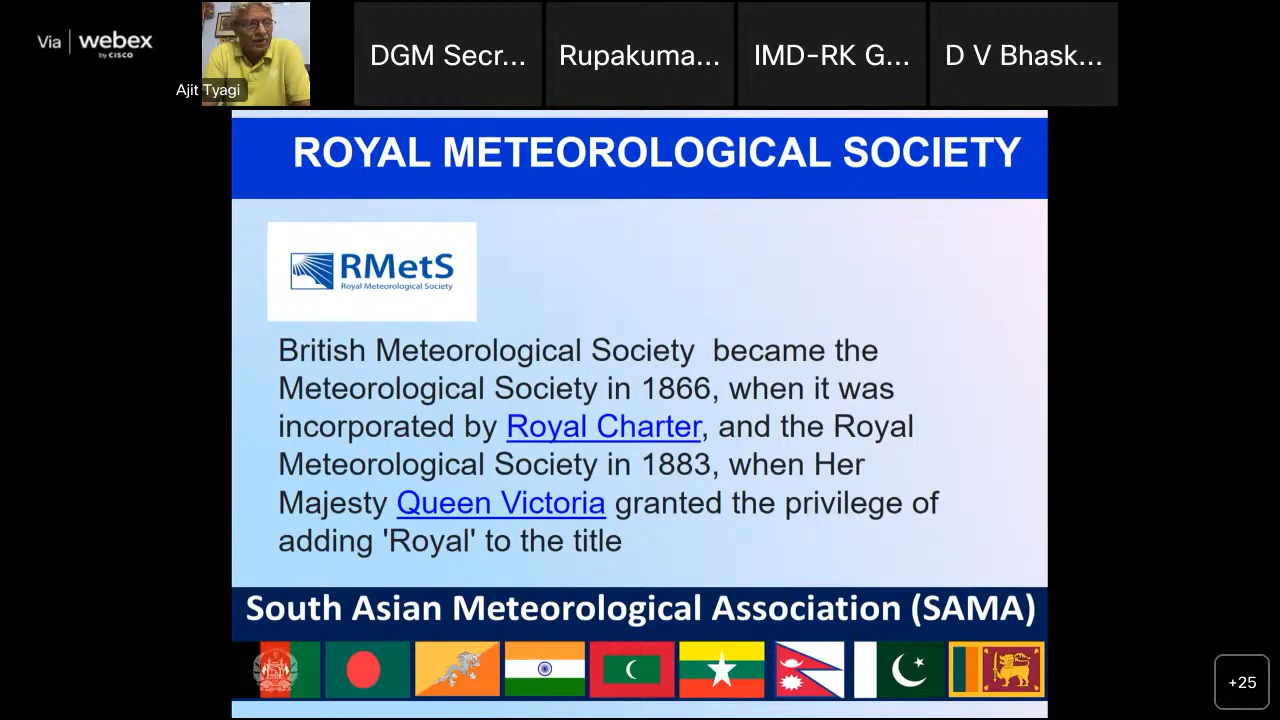 Via | webex
by CISCO
Ajit Tyagi
DGM Secr...
Rupakuma...
IMD-RK G...
D V Bhask...
ROYAL METEOROLOGICAL SOCIETY
RMetS
Royal Meteorological Society
British Meteorological Society became the
Meteorological Society in 1866, when it was
incorporated by Royal Charter, and the Royal
Meteorological Society in 1883, when Her
Majesty Queen Victoria granted the privilege of
adding 'Royal' to the title
South Asian Meteorological Association (SAMA)
+25